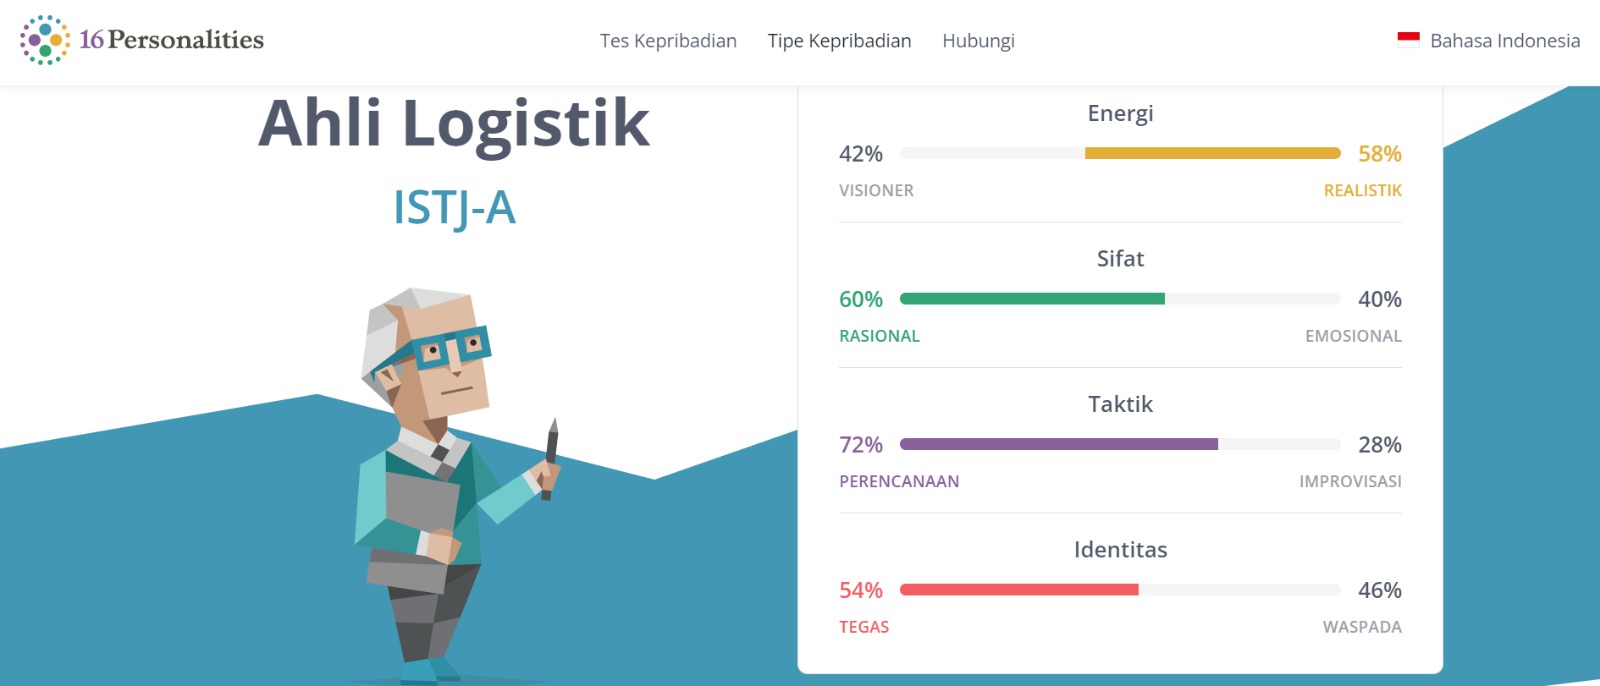 16Personalities
Tes Kepribadian
Tipe Kepribadian
Hubungi
Bahasa Indonesia
Ahli Logistik
ISTJ-A
Energi
42%
58%
VISIONER
REALISTIK
Sifat
60%
40%
RASIONAL
EMOSIONAL
Taktik
72%
28%
PERENCANAAN
IMPROVISASI
Identitas
54%
46%
TEGAS
WASPADA